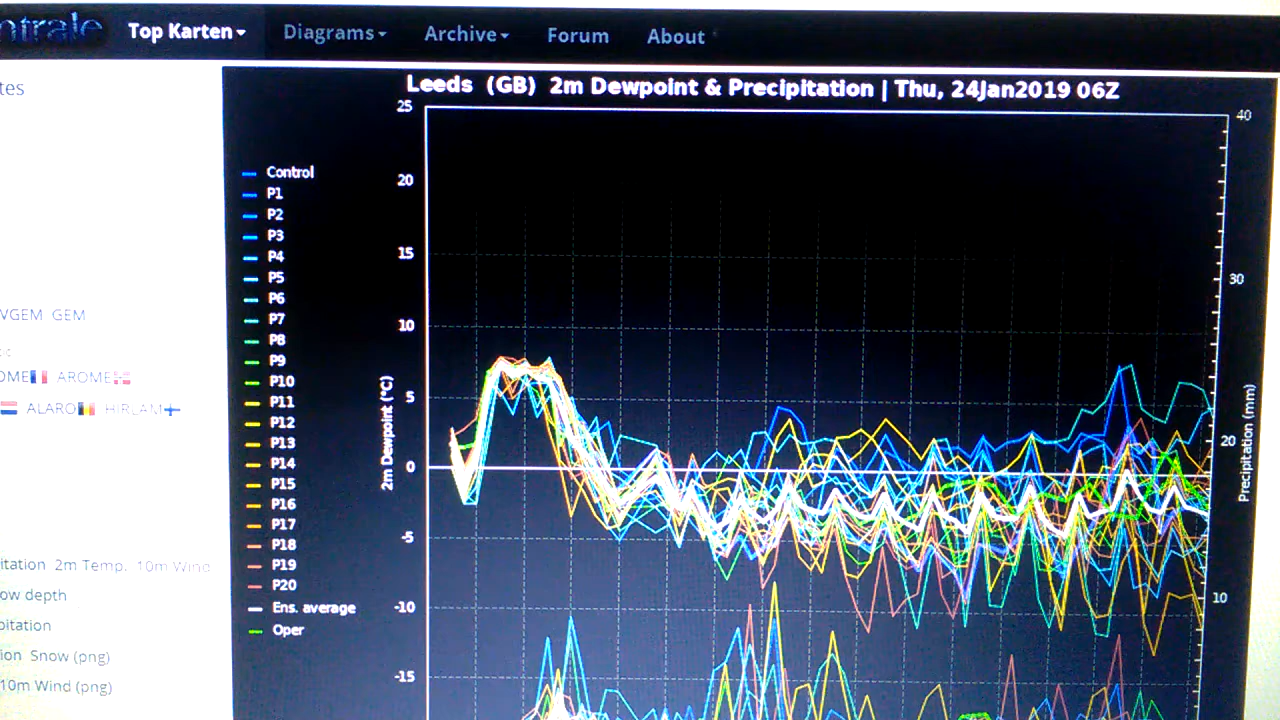 ntrale Top Karten Diagrams Archive Forum About
tes
VGEM GEM
OME AROME
ALARO HIRLAM
itation 2m Temp. 10m Wind
ow depth
pitation
ion Snow (png)
10m Wind (png)
Leeds (GB) 2m Dewpoint & Precipitation | Thu, 24Jan2019 06Z
Control
P1
P2
P3
P4
P5
P6
P7
P8
P9
P10
P11
P12
P13
P14
P15
P16
P17
P18
P19
P20
Ens. average
Oper
2m Dewpoint (°C)
25
20
15
10
5
0
-5
-10
-15
40
30
20
10
Precipitation (mm)